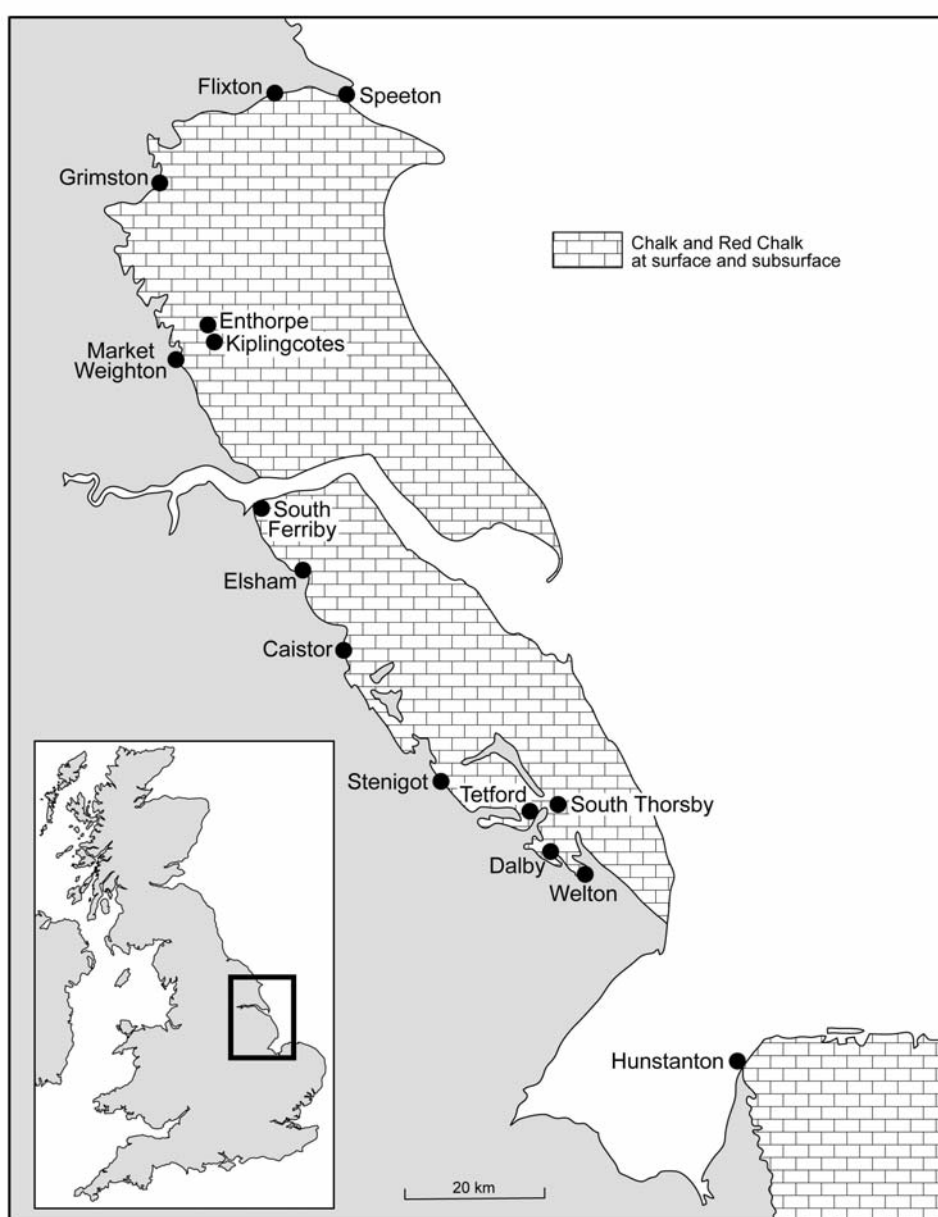 Flixton
Speeton
Grimston
Chalk and Red Chalk
at surface and subsurface
Enthorpe
Kiplingcotes
Market
Weighton
South
Ferriby
Elsham
Caistor
Stenigot
Tetford
South Thorsby
Dalby
Welton
Hunstanton
20 km